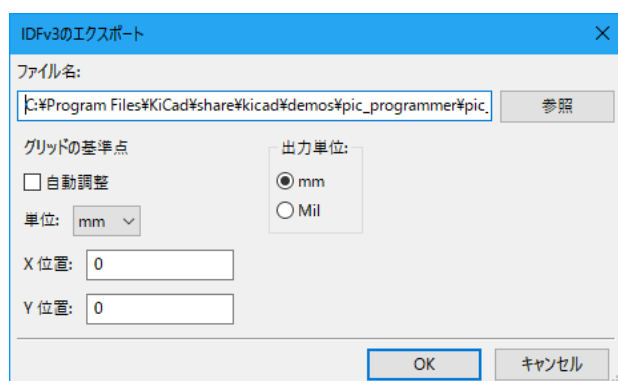 IDFv3のエクスポート
ファイル名:
C:¥Program Files¥KiCad¥share¥kicad¥demos¥pic_programmer¥pic_
参照
グリッドの基準点
出力単位:
自動調整
mm
Mil
単位: mm
X 位置: 0
Y 位置: 0
OK
キャンセル